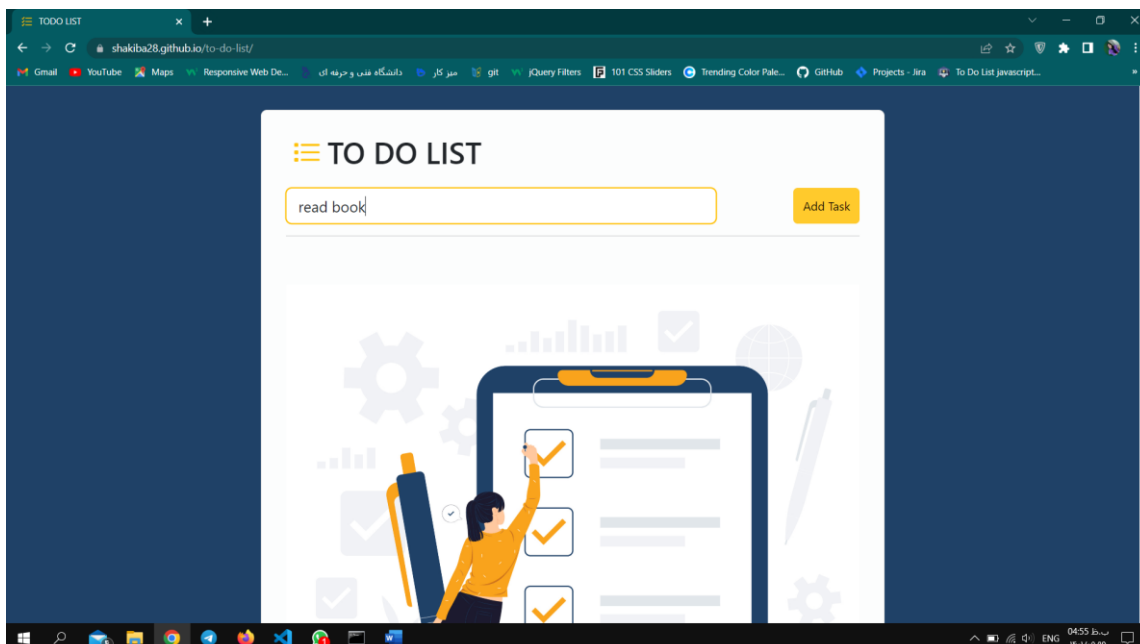 TODO LIST
shakiba28.github.io/to-do-list/
Gmail YouTube Maps Responsive Web De... دانشگاه فنی و حرفه ای میز کار git jQuery Filters 101 CSS Sliders Trending Color Pale... GitHub Projects - Jira To Do List javascript...
TO DO LIST
read book
Add Task
ENG 04:55 ب.ظ